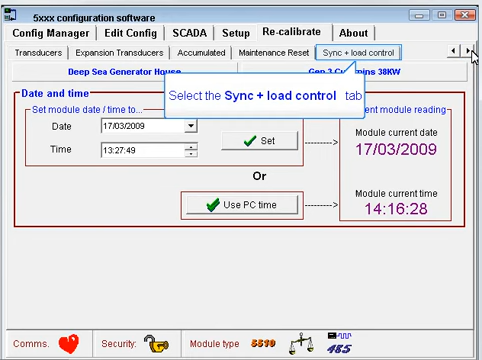 5xxx configuration software
Config Manager Edit Config SCADA Setup Re-calibrate About
Transducers Expansion Transducers Accumulated Maintenance Reset Sync + load control
Deep Sea Generator House Gen 3 Cummins 38KW
Select the Sync + load control tab
Date and time
Set module date / time to... ent module reading
Date 17/03/2009
Time 13:27:49
Set
Module current date
17/03/2009
Or
Use PC time
Module current time
14:16:28
Comms. Security: Module type 5510 485